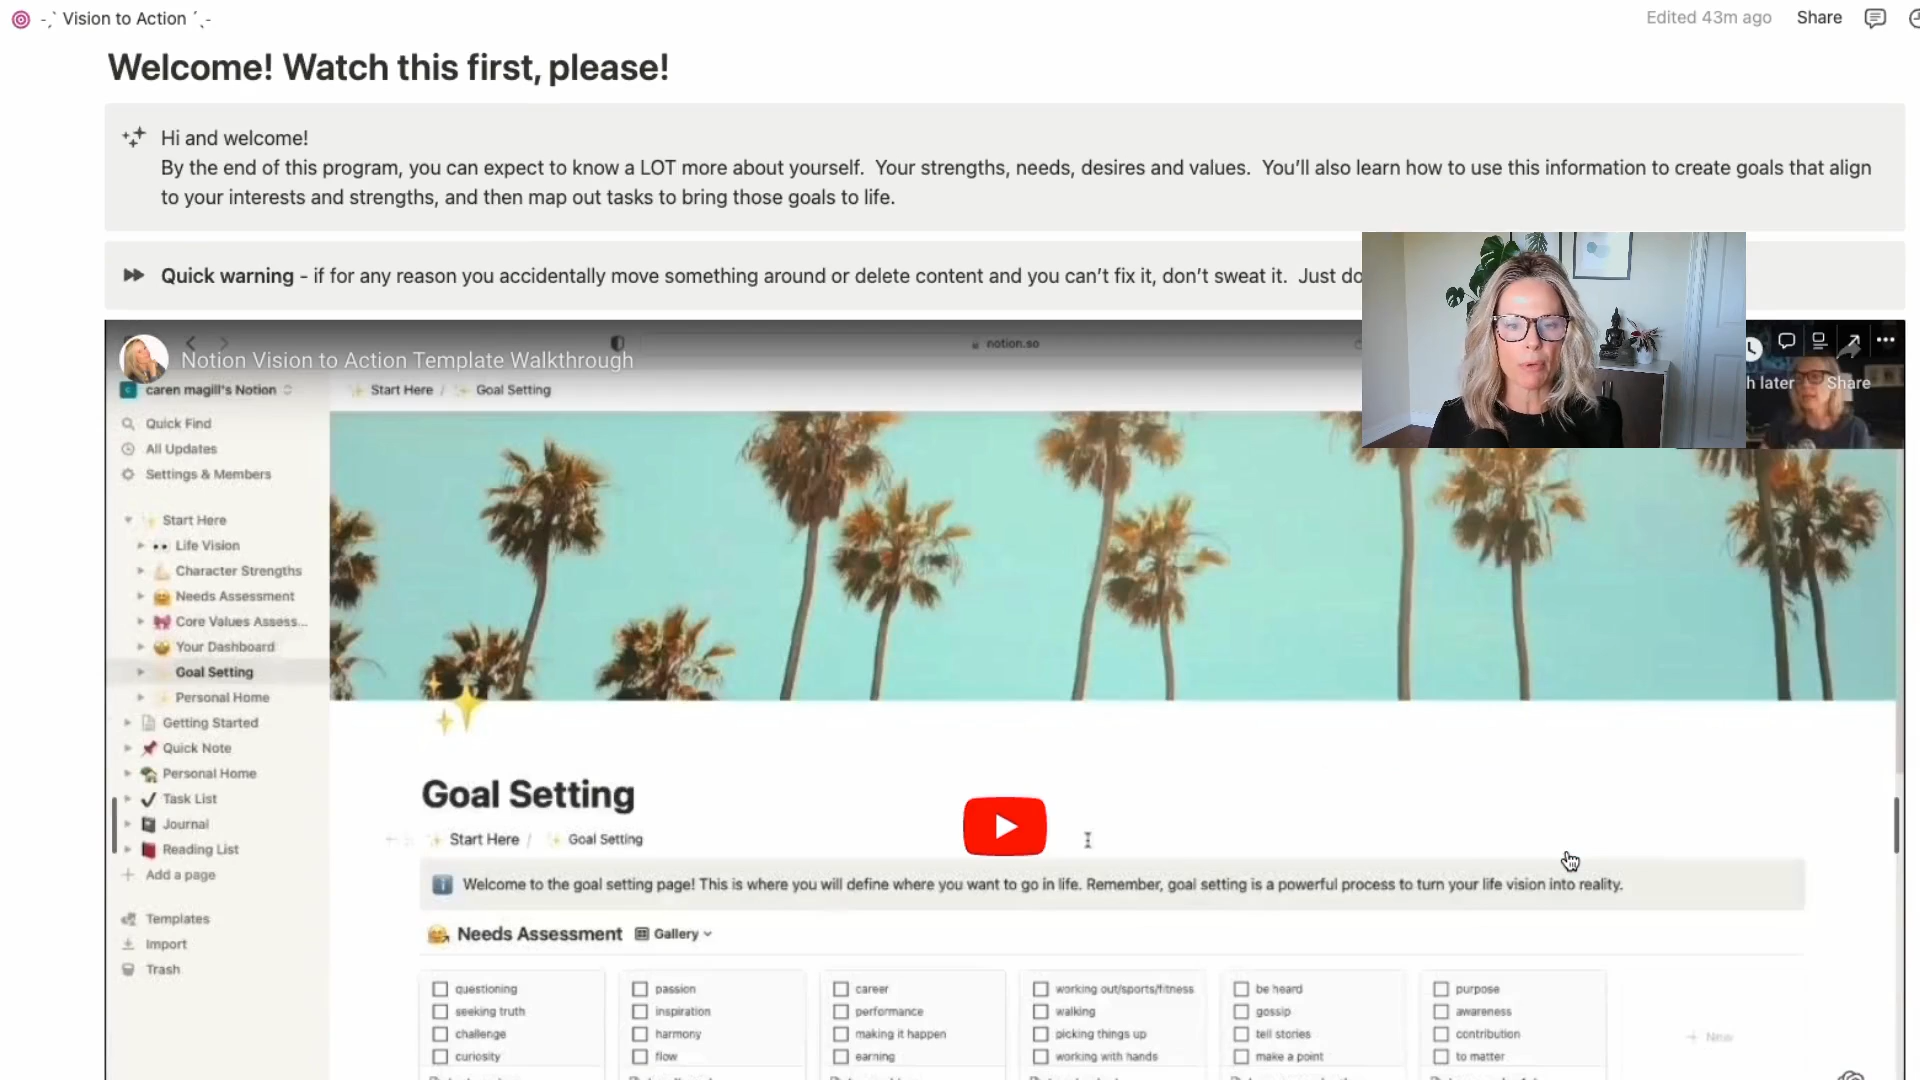 -ˏˋ Vision to Action ˊˎ-
Edited 43m ago
Share
Welcome! Watch this first, please!
Hi and welcome!
By the end of this program, you can expect to know a LOT more about yourself.  Your strengths, needs, desires and values.  You’ll also learn how to use this information to create goals that align
to your interests and strengths, and then map out tasks to bring those goals to life.
Quick warning - if for any reason you accidentally move something around or delete content and you can’t fix it, don’t sweat it.  Just do
notion.so
Notion Vision to Action Template Walkthrough
h later
Share
caren magill's Notion
Start Here / Goal Setting
Quick Find
All Updates
Settings & Members
Start Here
Life Vision
Character Strengths
Needs Assessment
Core Values Assess...
Your Dashboard
Goal Setting
Personal Home
Getting Started
Quick Note
Personal Home
Task List
Journal
Reading List
Add a page
Templates
Import
Trash
Goal Setting
Start Here / Goal Setting
Welcome to the goal setting page! This is where you will define where you want to go in life. Remember, goal setting is a powerful process to turn your life vision into reality.
Needs Assessment Gallery
questioning
seeking truth
challenge
curiosity
passion
inspiration
harmony
flow
career
performance
making it happen
earning
working out/sports/fitness
walking
picking things up
working with hands
be heard
gossip
tell stories
make a point
purpose
awareness
contribution
to matter
New